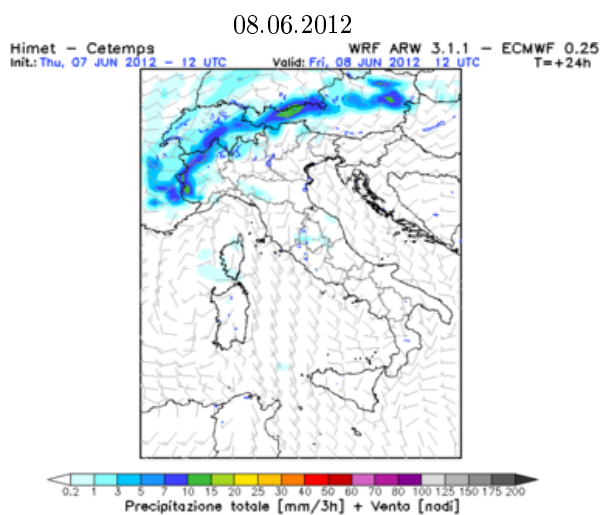 08.06.2012
Himet - Cetemps WRF ARW 3.1.1 - ECMWF 0.25
Init.: Thu, 07 JUN 2012 - 12 UTC Valid: Fri, 08 JUN 2012 12 UTC T=+24h
0.2 1 3 5 7 10 15 20 25 30 40 50 60 70 80 100 125 150 175 200
Precipitazione totale [mm/3h] + Vento [nodi]